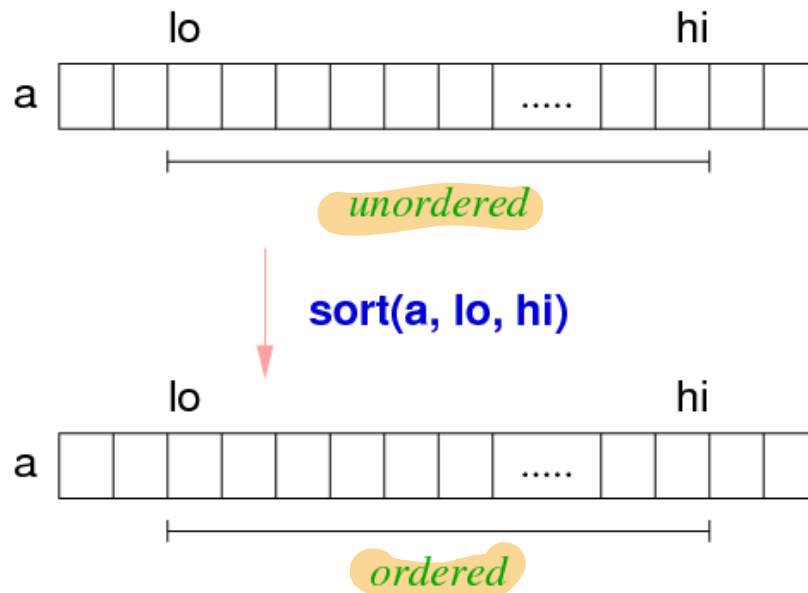 lo hi
a .....
unordered
sort(a, lo, hi)
lo hi
a .....
ordered